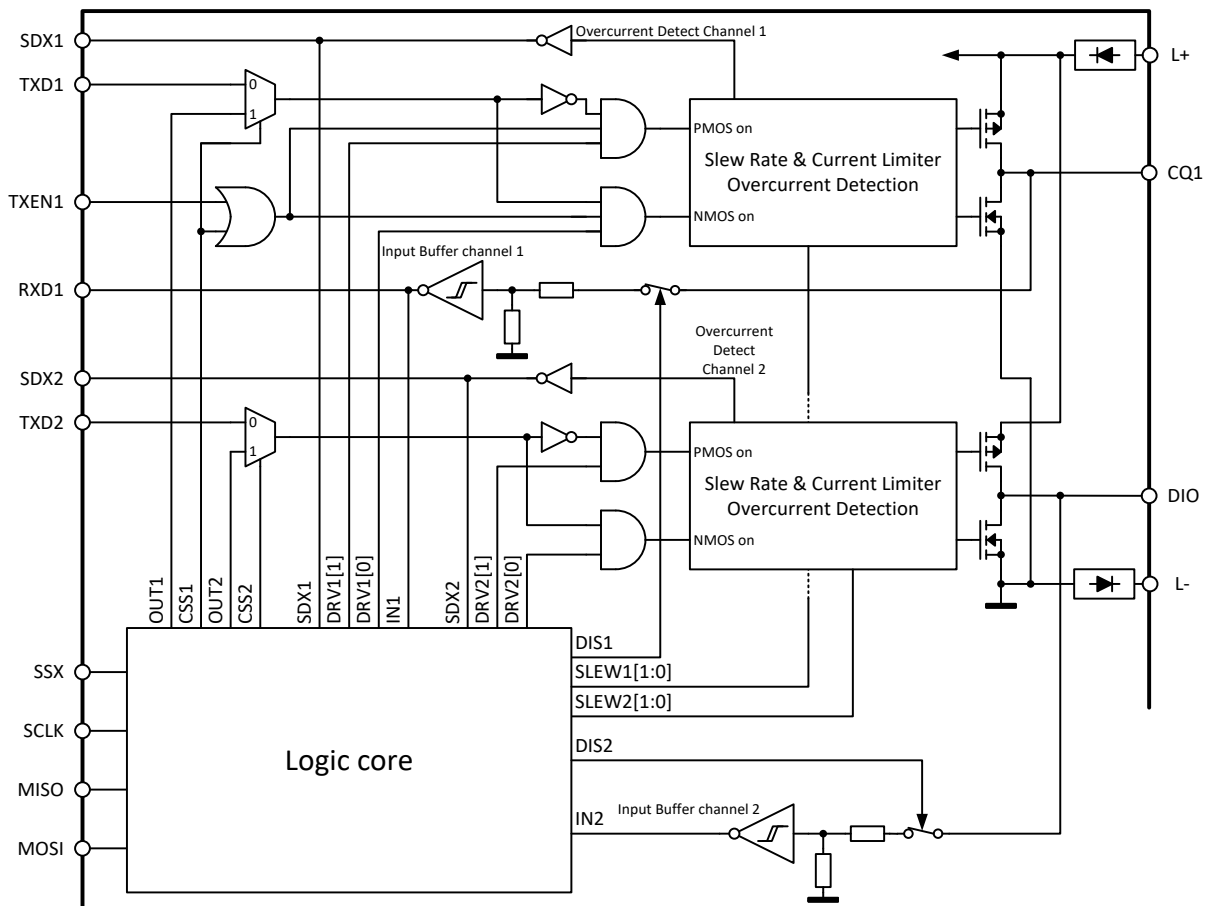 SDX1
Overcurrent Detect Channel 1
L+
TXD1
0
1
PMOS on
Slew Rate & Current Limiter
Overcurrent Detection
CQ1
TXEN1
NMOS on
Input Buffer channel 1
RXD1
Overcurrent
Detect
Channel 2
SDX2
TXD2
0
1
PMOS on
Slew Rate & Current Limiter
Overcurrent Detection
DIO
NMOS on
OUT1
CSS1
OUT2
CSS2
SDX1
DRV1[1]
DRV1[0]
IN1
SDX2
DRV2[1]
DRV2[0]
L-
DIS1
SSX
SLEW1[1:0]
SLEW2[1:0]
SCLK
DIS2
Logic core
MISO
Input Buffer channel 2
IN2
MOSI